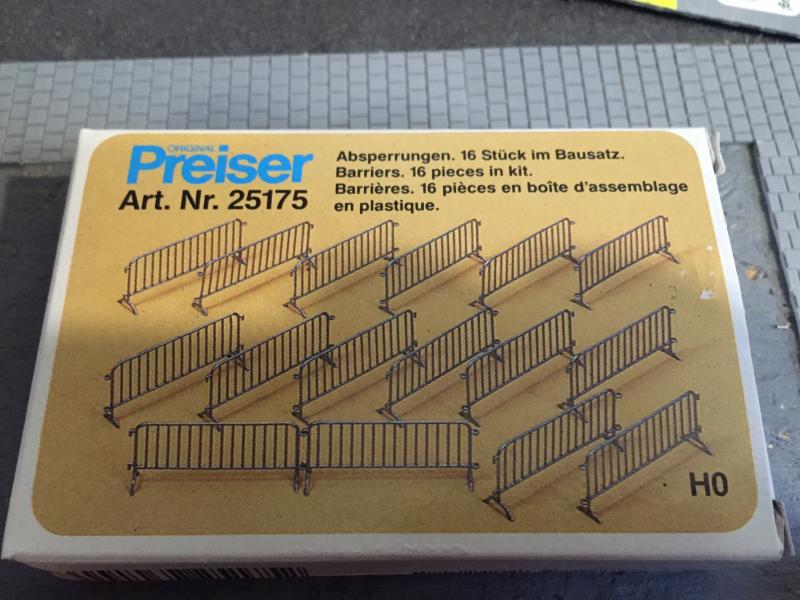 ORIGINAL
Preiser
Art. Nr. 25175
Absperrungen. 16 Stück im Bausatz.
Barriers. 16 pieces in kit.
Barrières. 16 pièces en boîte d'assemblage
en plastique.
H0